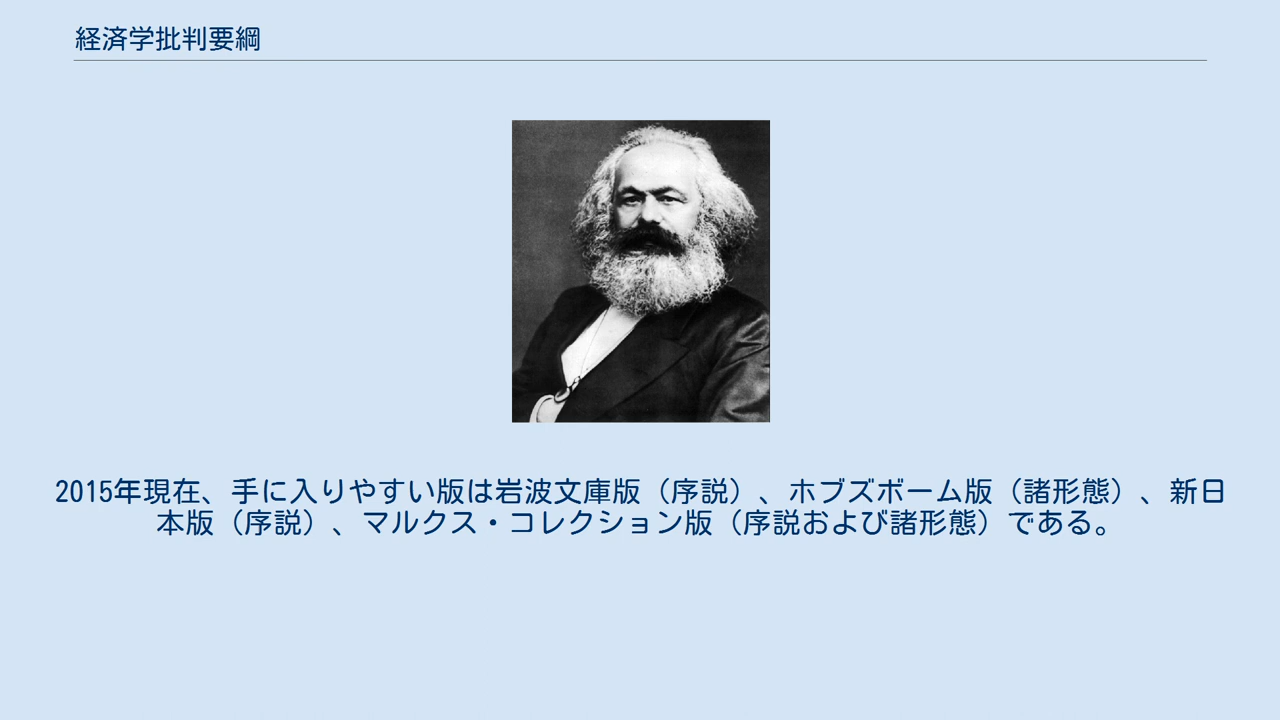 経済学批判要綱
2015年現在、手に入りやすい版は岩波文庫版（序説）、ホブズボーム版（諸形態）、新日
本版（序説）、マルクス・コレクション版（序説および諸形態）である。